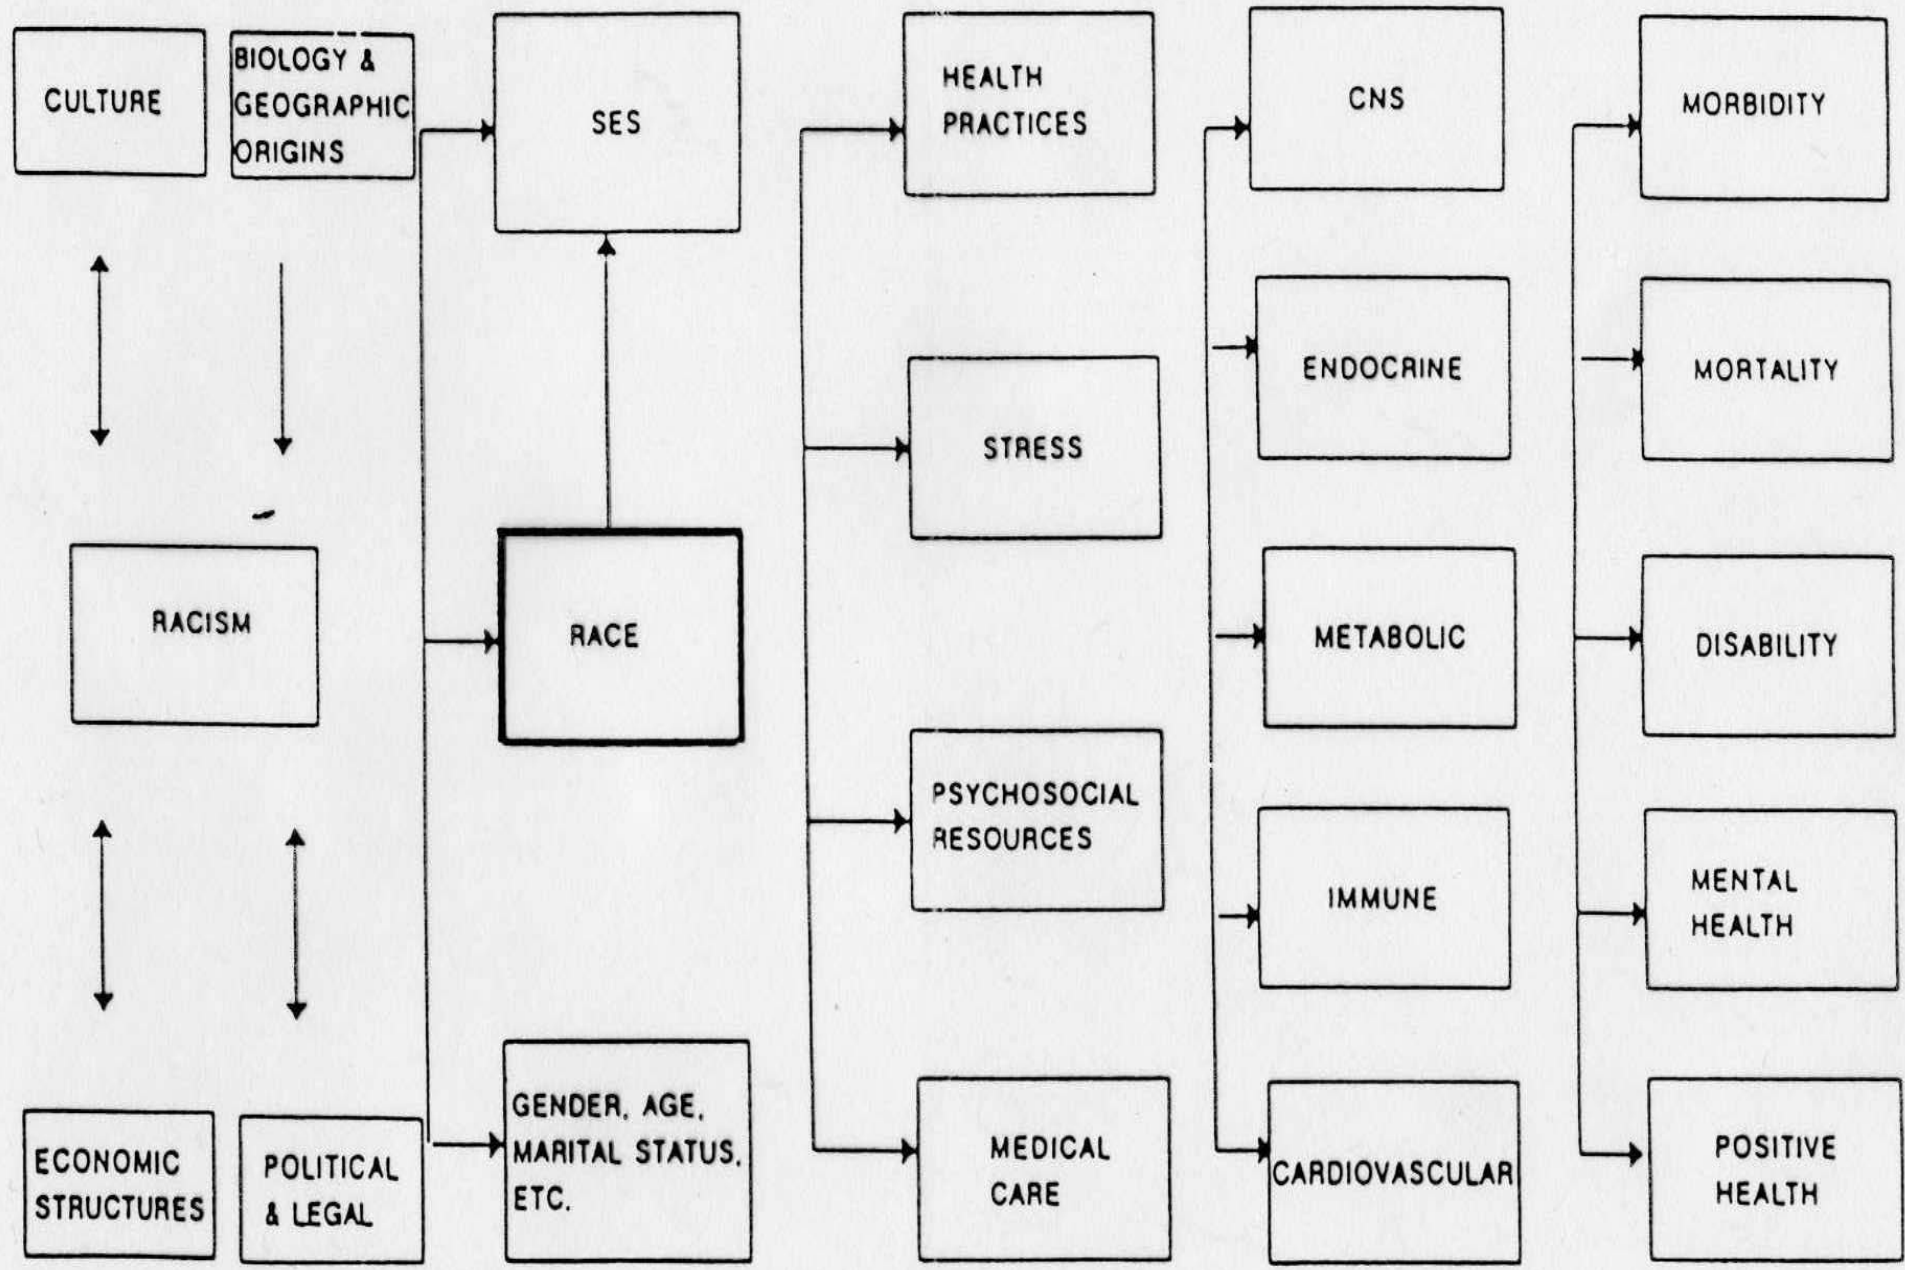 CULTURE
BIOLOGY &
GEOGRAPHIC
ORIGINS
RACISM
ECONOMIC
STRUCTURES
POLITICAL
& LEGAL
SES
RACE
GENDER, AGE,
MARITAL STATUS,
ETC.
HEALTH
PRACTICES
STRESS
PSYCHOSOCIAL
RESOURCES
MEDICAL
CARE
CNS
ENDOCRINE
METABOLIC
IMMUNE
CARDIOVASCULAR
MORBIDITY
MORTALITY
DISABILITY
MENTAL
HEALTH
POSITIVE
HEALTH